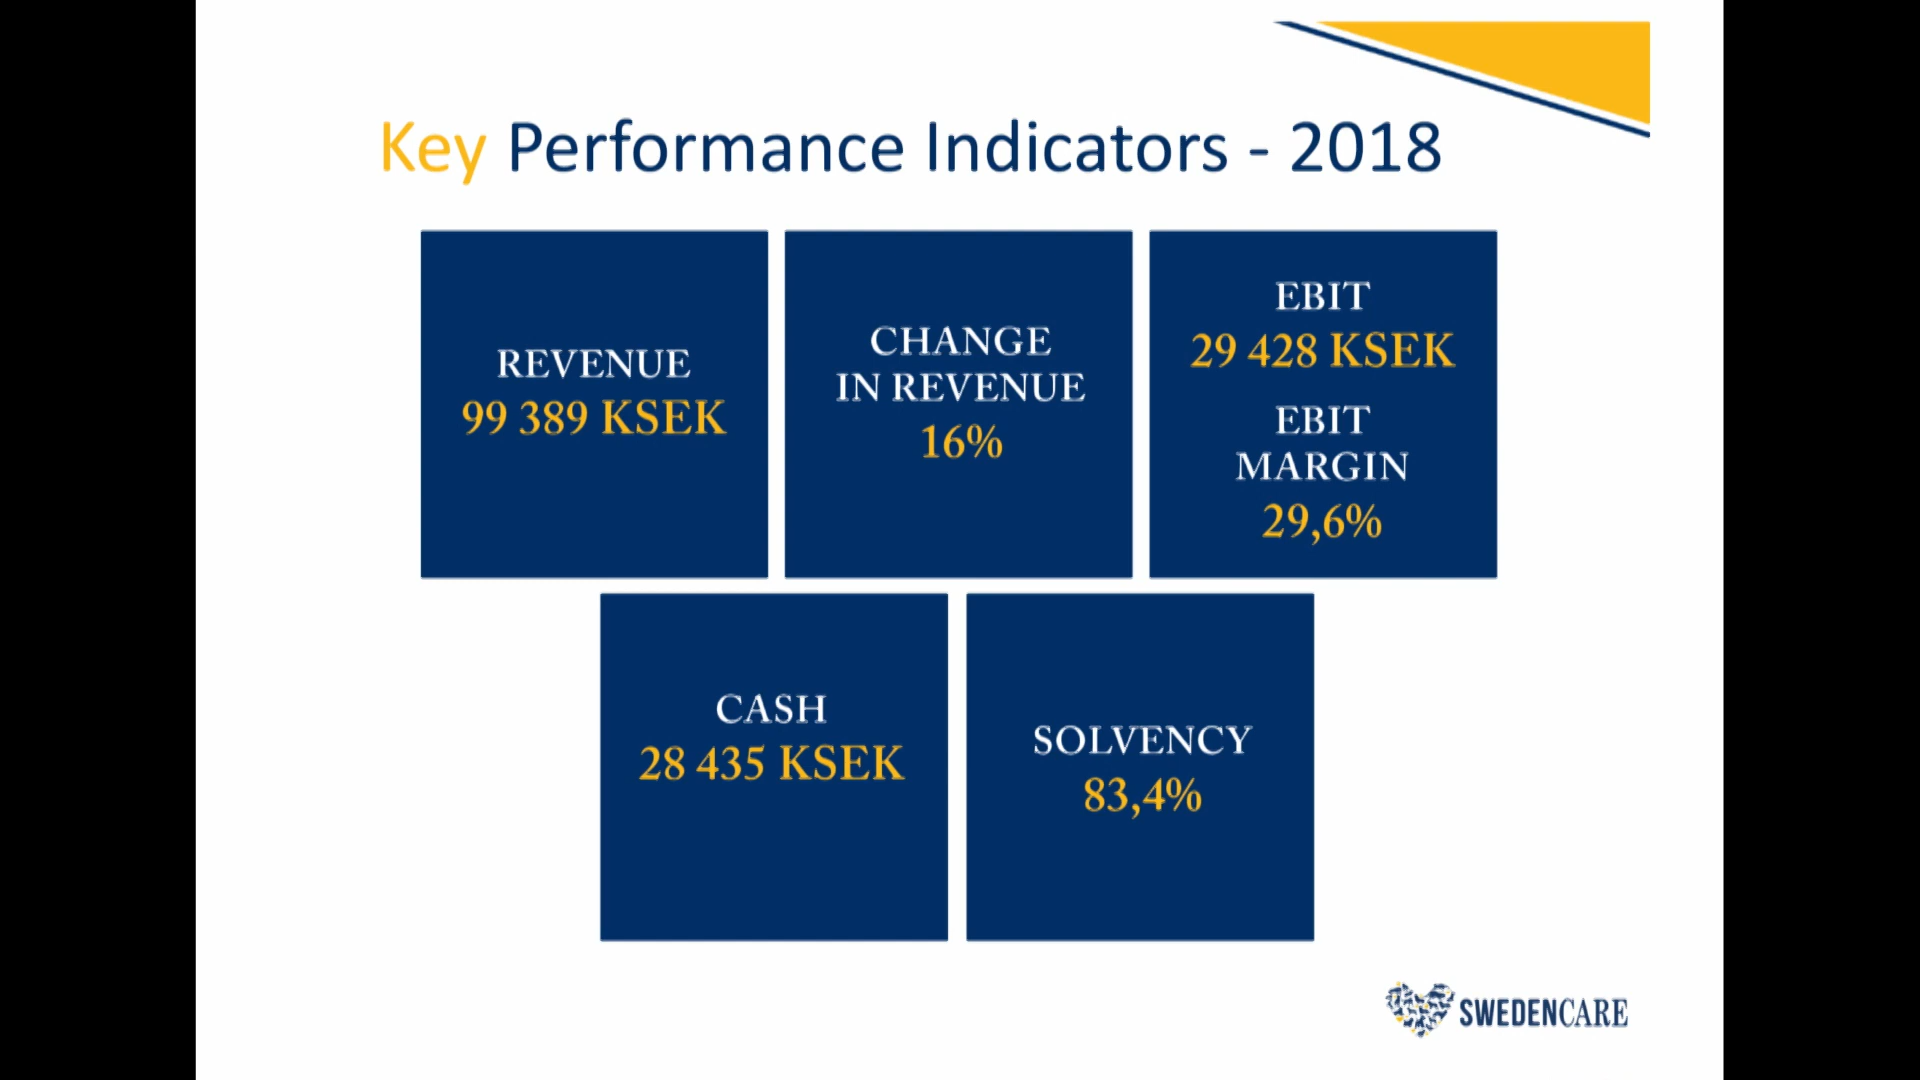 Key Performance Indicators - 2018
REVENUE
99 389 KSEK
CHANGE
IN REVENUE
16%
EBIT
29 428 KSEK
EBIT
MARGIN
29,6%
CASH
28 435 KSEK
SOLVENCY
83,4%
SWEDENCARE